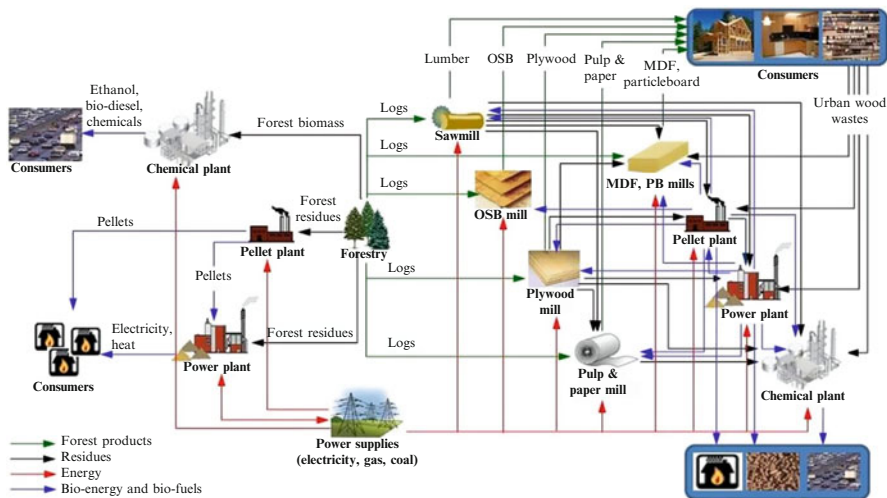 Lumber
OSB
Plywood
Pulp &
paper
MDF,
particleboard
Consumers
Urban wood
wastes
Ethanol,
bio-diesel,
chemicals
Consumers
Chemical plant
Forest biomass
Logs
Sawmill
Logs
MDF, PB mills
Logs
OSB mill
Forest
residues
Pellets
Pellet plant
Forestry
Pellet plant
Pellets
Logs
Plywood
mill
Power plant
Electricity,
heat
Forest residues
Consumers
Power plant
Logs
Pulp &
paper mill
Chemical plant
Power supplies
(electricity, gas, coal)
Forest products
Residues
Energy
Bio-energy and bio-fuels